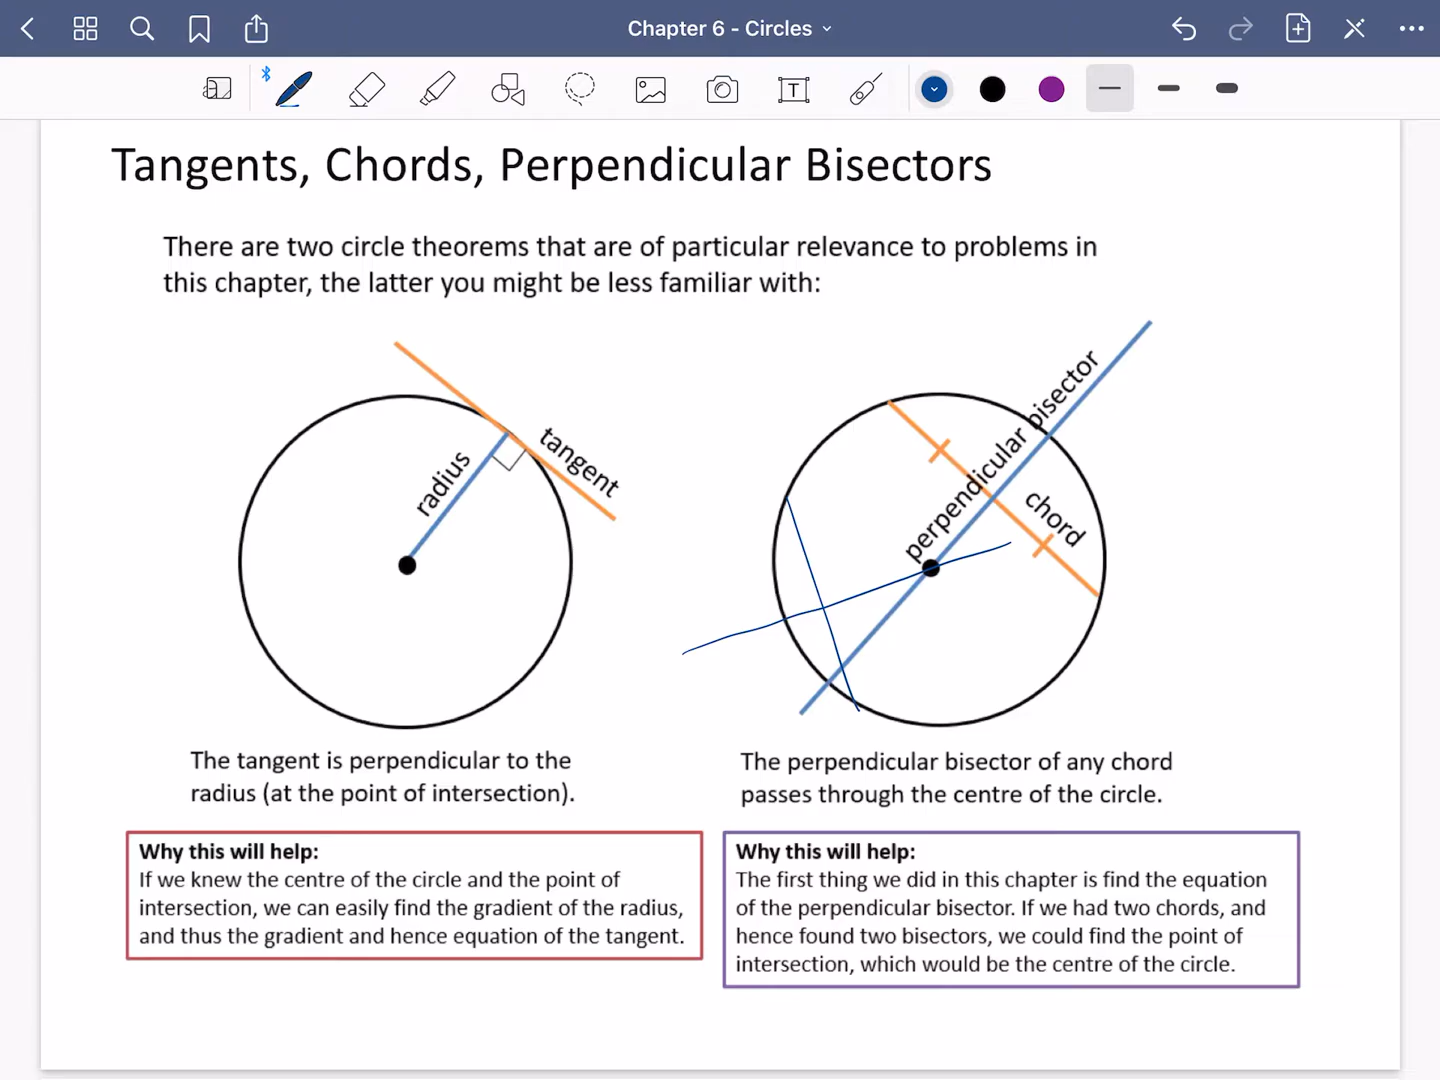 Chapter 6 - Circles
T
Tangents, Chords, Perpendicular Bisectors
There are two circle theorems that are of particular relevance to problems in
this chapter, the latter you might be less familiar with:
radius
tangent
perpendicular bisector
chord
The tangent is perpendicular to the
radius (at the point of intersection).
The perpendicular bisector of any chord
passes through the centre of the circle.
Why this will help:
If we knew the centre of the circle and the point of
intersection, we can easily find the gradient of the radius,
and thus the gradient and hence equation of the tangent.
Why this will help:
The first thing we did in this chapter is find the equation
of the perpendicular bisector. If we had two chords, and
hence found two bisectors, we could find the point of
intersection, which would be the centre of the circle.